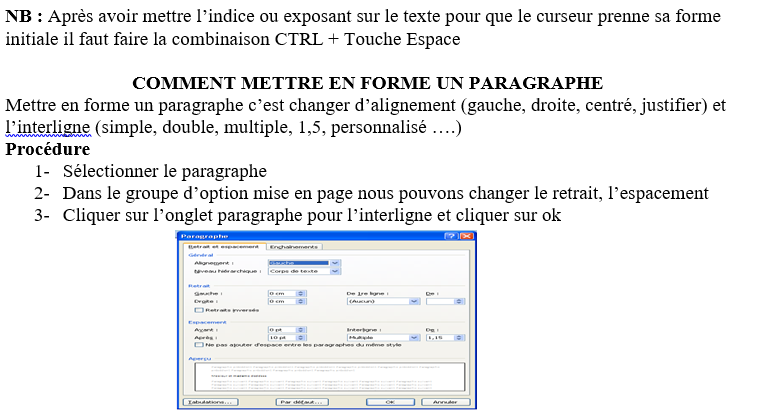 NB : Après avoir mettre l’indice ou exposant sur le texte pour que le curseur prenne sa forme
initiale il faut faire la combinaison CTRL + Touche Espace
COMMENT METTRE EN FORME UN PARAGRAPHE
Mettre en forme un paragraphe c’est changer d’alignement (gauche, droite, centré, justifier) et
l’interligne (simple, double, multiple, 1,5, personnalisé ….)
Procédure
1- Sélectionner le paragraphe
2- Dans le groupe d’option mise en page nous pouvons changer le retrait, l’espacement
3- Cliquer sur l’onglet paragraphe pour l’interligne et cliquer sur ok
Paragraphe
Retrait et espacement Enchaînements
Général
Alignement : Gauche
Niveau hiérarchique : Corps de texte
Retrait
Gauche : 0 cm De 1re ligne : De :
Droite : 0 cm (Aucun)
Retraits inversés
Espacement
Avant : 0 pt Interligne : De :
Après : 10 pt Multiple 1,15
Ne pas ajouter d'espace entre les paragraphes du même style
Aperçu
Tabulations... Par défaut... OK Annuler